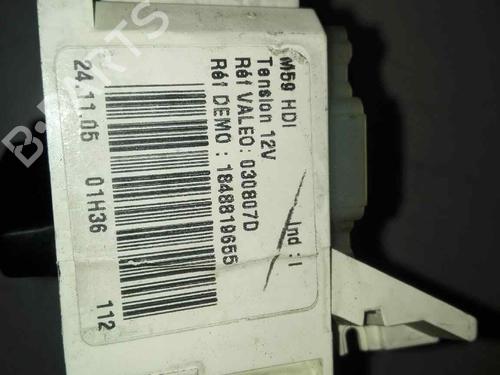 M59 HDI
Ind : I
Tension 12V
Réf VALEO: 030807D
Réf DEMO : 1848819655
24.11.05 01H36 112
B-PARTS